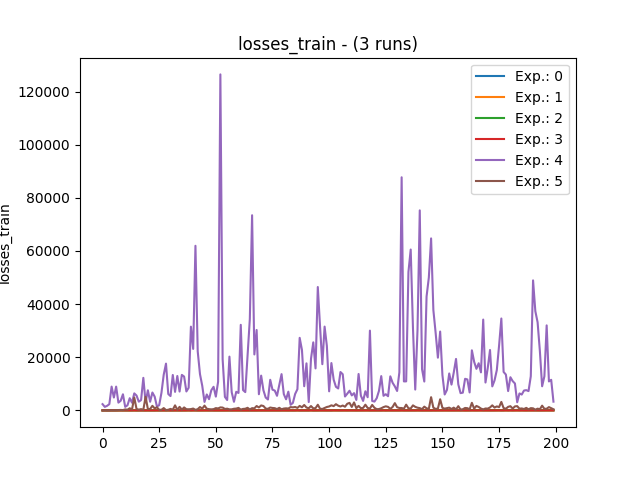 losses_train - (3 runs)
losses_train
120000
100000
80000
60000
40000
20000
0
0 25 50 75 100 125 150 175 200
Exp.: 0
Exp.: 1
Exp.: 2
Exp.: 3
Exp.: 4
Exp.: 5